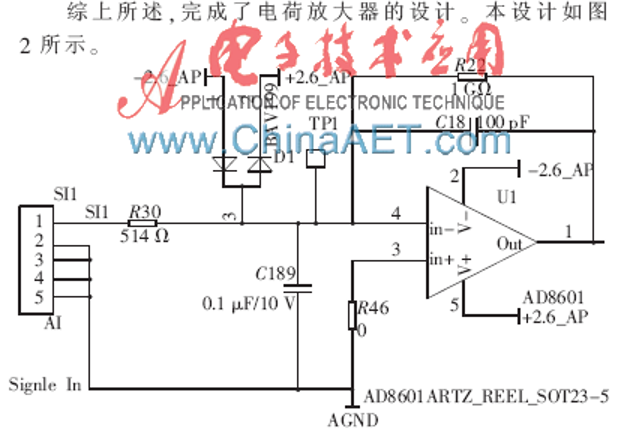 综上所述,完成了电荷放大器的设计。本设计如图
2 所示。
电子技术应用
APPLICATION OF ELECTRONIC TECHNIQUE
www.ChinaAET.com
-2.6_AP
+2.6_AP
BAV199
D1
TP1
R22
1 GΩ
C18
100 pF
2
-2.6_AP
U1
SI1
SI1
R30
514 Ω
3
4
in-
V-
Out
1
3
in+
V+
5
AD8601
+2.6_AP
1
2
3
4
5
AI
C189
0.1 μF/10 V
R46
0
Signle In
AD8601ARTZ_REEL_SOT23-5
AGND